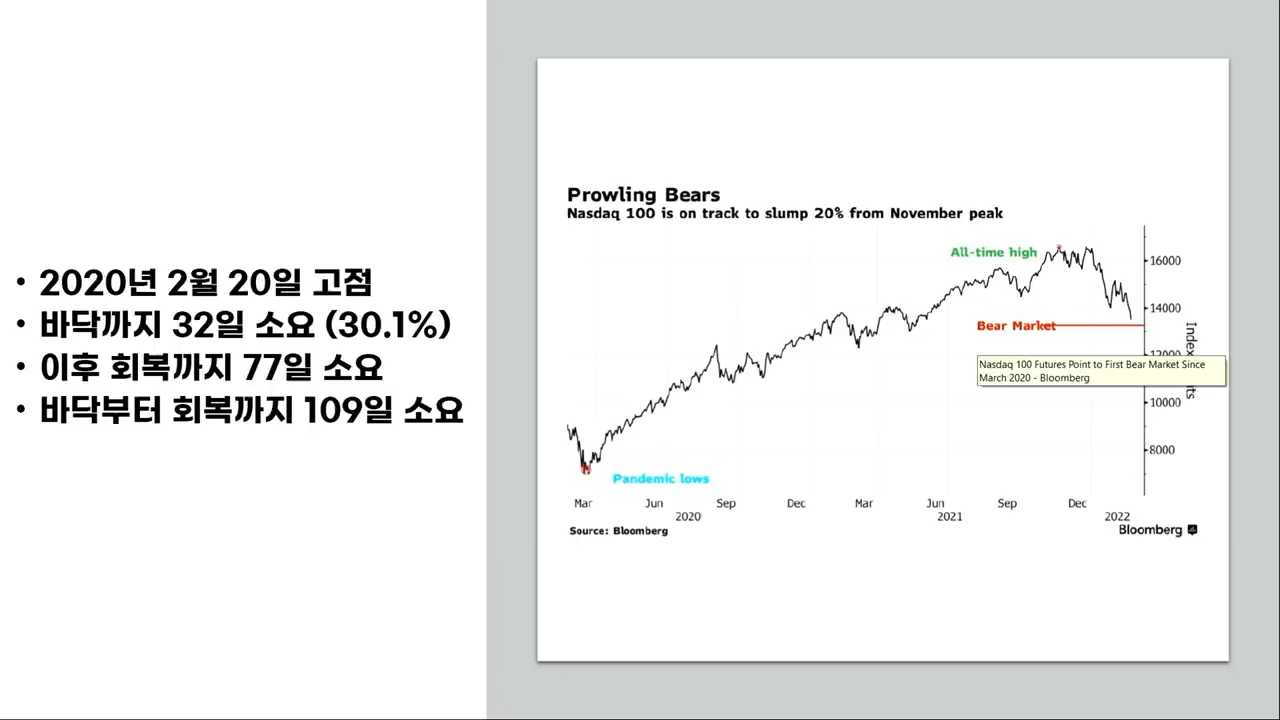 • 2020년 2월 20일 고점
• 바닥까지 32일 소요 (30.1%)
• 이후 회복까지 77일 소요
• 바닥부터 회복까지 109일 소요
Prowling Bears
Nasdaq 100 is on track to slump 20% from November peak
All-time high
16000
14000
Bear Market
12000
Nasdaq 100 Futures Point to First Bear Market Since
March 2020 - Bloomberg
10000
8000
Pandemic lows
Mar Jun Sep Dec Mar Jun Sep Dec
2020 2021 2022
Source: Bloomberg
Bloomberg